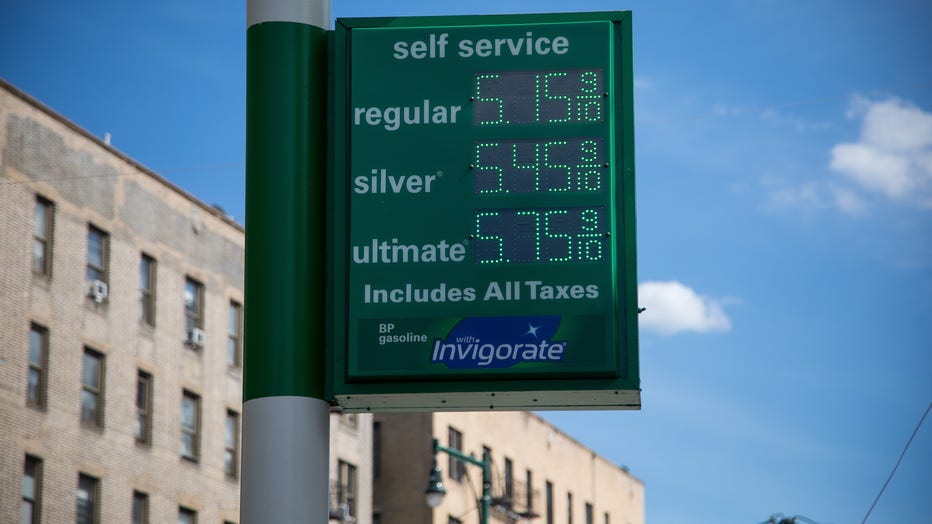 self service
regular 5.15 9/10
silver® 5.45 9/10
ultimate® 5.75 9/10
Includes All Taxes
BP
gasoline
with
Invigorate®